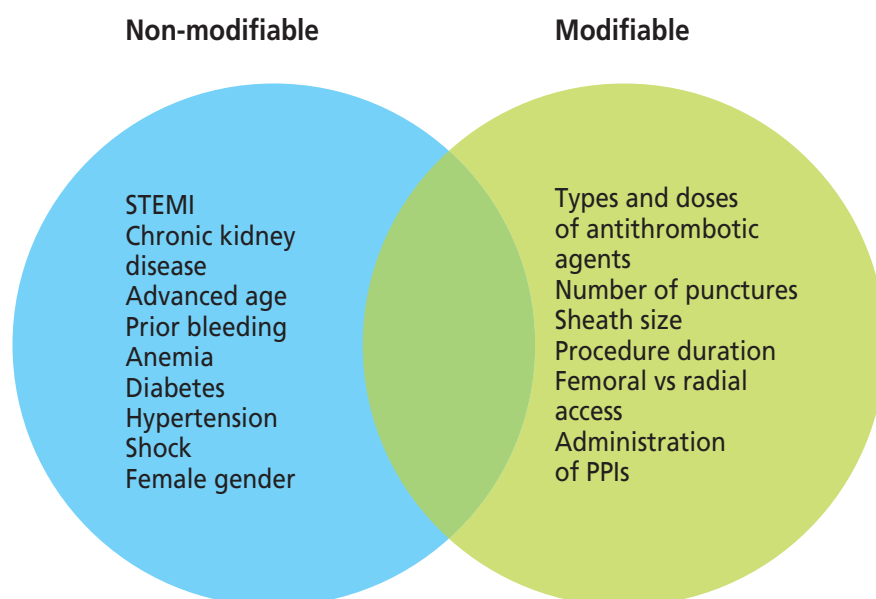 Non-modifiable
Modifiable
STEMI
Chronic kidney
disease
Advanced age
Prior bleeding
Anemia
Diabetes
Hypertension
Shock
Female gender
Types and doses
of antithrombotic
agents
Number of punctures
Sheath size
Procedure duration
Femoral vs radial
access
Administration
of PPIs